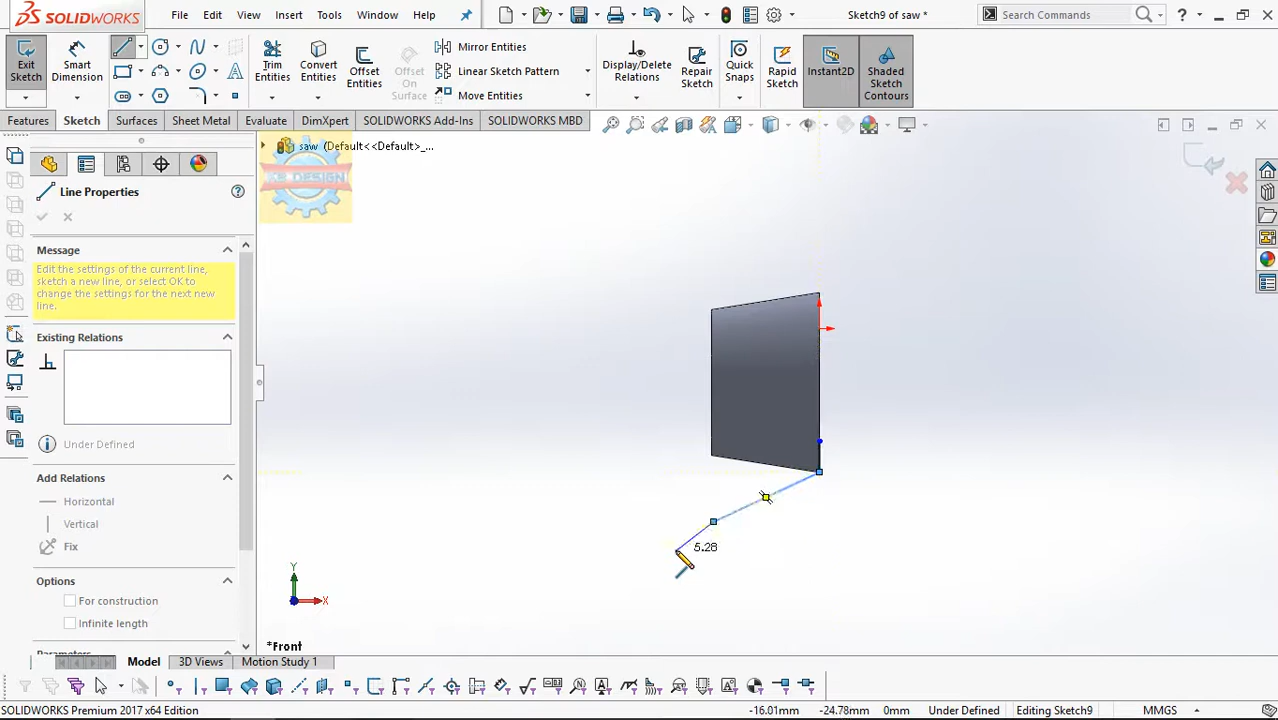 SOLIDWORKS
File Edit View Insert Tools Window Help
Sketch9 of saw *
Search Commands
Exit Sketch
Smart Dimension
Trim Entities
Convert Entities
Offset Entities
Offset On Surface
Mirror Entities
Linear Sketch Pattern
Move Entities
Display/Delete Relations
Repair Sketch
Quick Snaps
Rapid Sketch
Instant2D
Shaded Sketch Contours
Features Sketch Surfaces Sheet Metal Evaluate DimXpert SOLIDWORKS Add-Ins SOLIDWORKS MBD
saw (Default<<Default>_...
KS DESIGN
Line Properties
Message
Edit the settings of the current line,
sketch a new line, or select OK to
change the settings for the next new
line.
Existing Relations
Under Defined
Add Relations
Horizontal
Vertical
Fix
Options
For construction
Infinite length
5.28
Y
X
*Front
Model 3D Views Motion Study 1
SOLIDWORKS Premium 2017 x64 Edition
-16.01mm -24.78mm 0mm Under Defined Editing Sketch9 MMGS